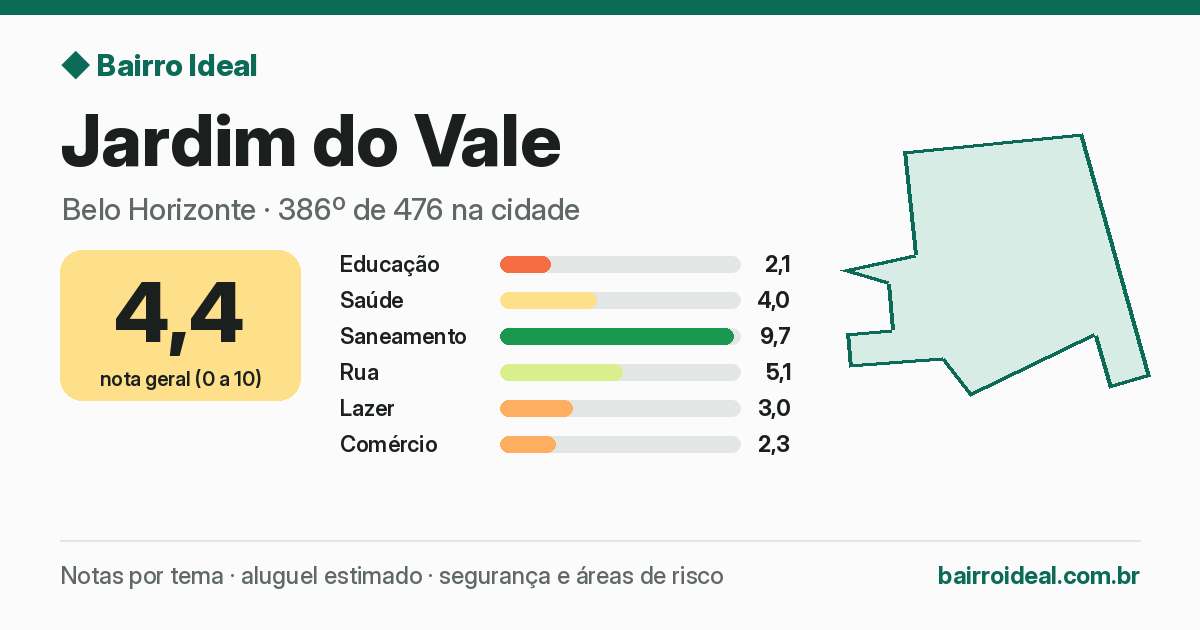 Bairro Ideal
Jardim do Vale
Belo Horizonte · 386º de 476 na cidade
4,4
nota geral (0 a 10)
Educação 2,1
Saúde 4,0
Saneamento 9,7
Rua 5,1
Lazer 3,0
Comércio 2,3
Notas por tema · aluguel estimado · segurança e áreas de risco
bairroideal.com.br